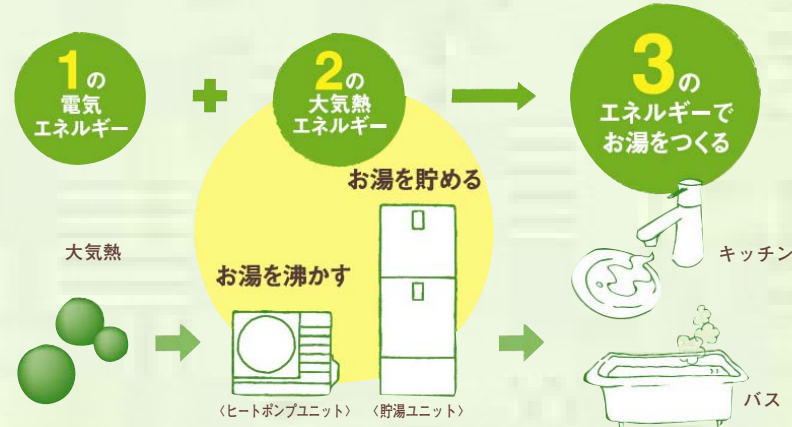 1の
電気
エネルギー
+
2の
大気熱
エネルギー
3の
エネルギーで
お湯をつくる
お湯を貯める
大気熱
お湯を沸かす
キッチン
バス
〈ヒートポンプユニット〉
〈貯湯ユニット〉